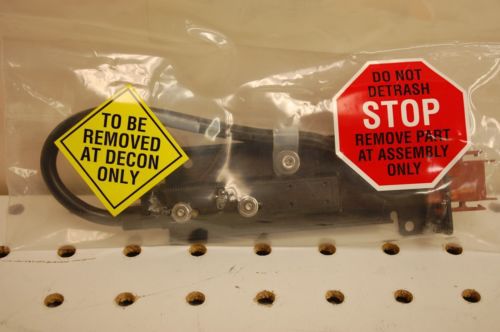 TO BE
REMOVED
AT DECON
ONLY
DO NOT
DETRASH
STOP
REMOVE PART
AT ASSEMBLY
ONLY